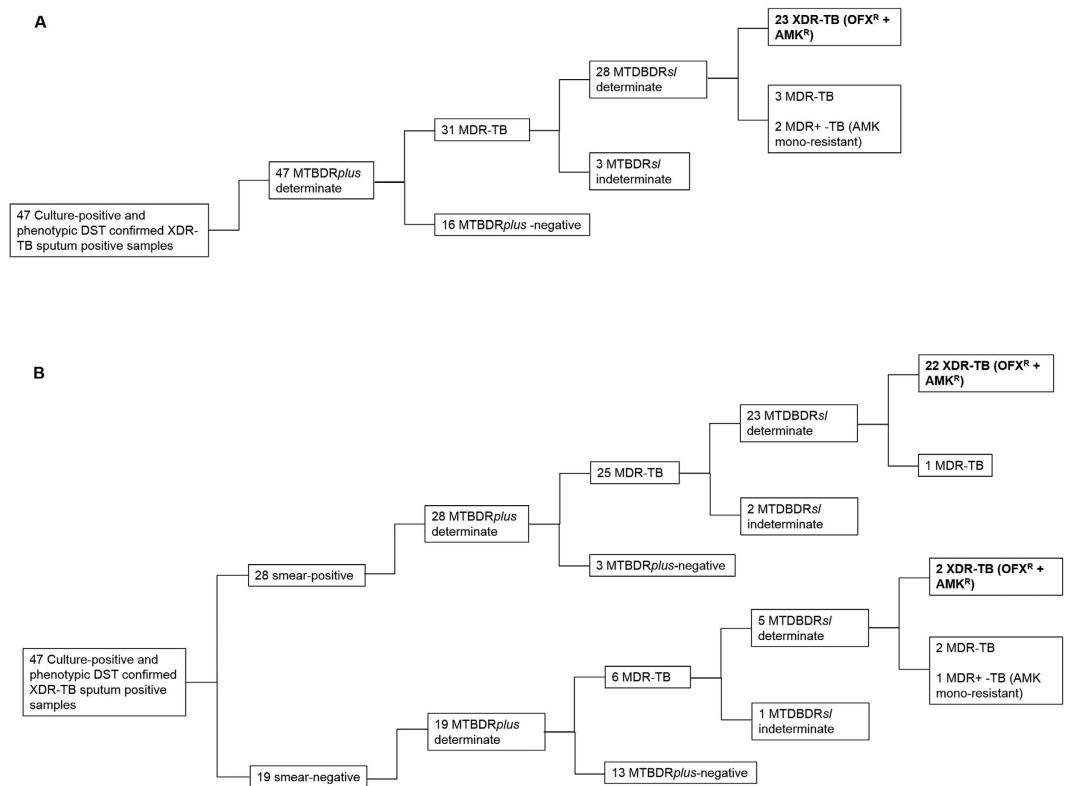 A
23 XDR-TB (OFXᴿ +
AMKᴿ)
28 MTDBDRsl
determinate
3 MDR-TB
2 MDR+ -TB (AMK
mono-resistant)
31 MDR-TB
47 MTBDRplus
determinate
3 MTBDRsl
indeterminate
47 Culture-positive and
phenotypic DST confirmed XDR-
TB sputum positive samples
16 MTBDRplus -negative
B
22 XDR-TB (OFXᴿ +
AMKᴿ)
23 MTDBDRsl
determinate
1 MDR-TB
25 MDR-TB
28 MTBDRplus
determinate
2 MTDBDRsl
indeterminate
28 smear-positive
3 MTBDRplus-negative
2 XDR-TB (OFXᴿ +
AMKᴿ)
5 MTDBDRsl
determinate
2 MDR-TB
1 MDR+ -TB (AMK
mono-resistant)
47 Culture-positive and
phenotypic DST confirmed
XDR-TB sputum positive
samples
6 MDR-TB
19 MTBDRplus
determinate
1 MTDBDRsl
indeterminate
19 smear-negative
13 MTBDRplus-negative